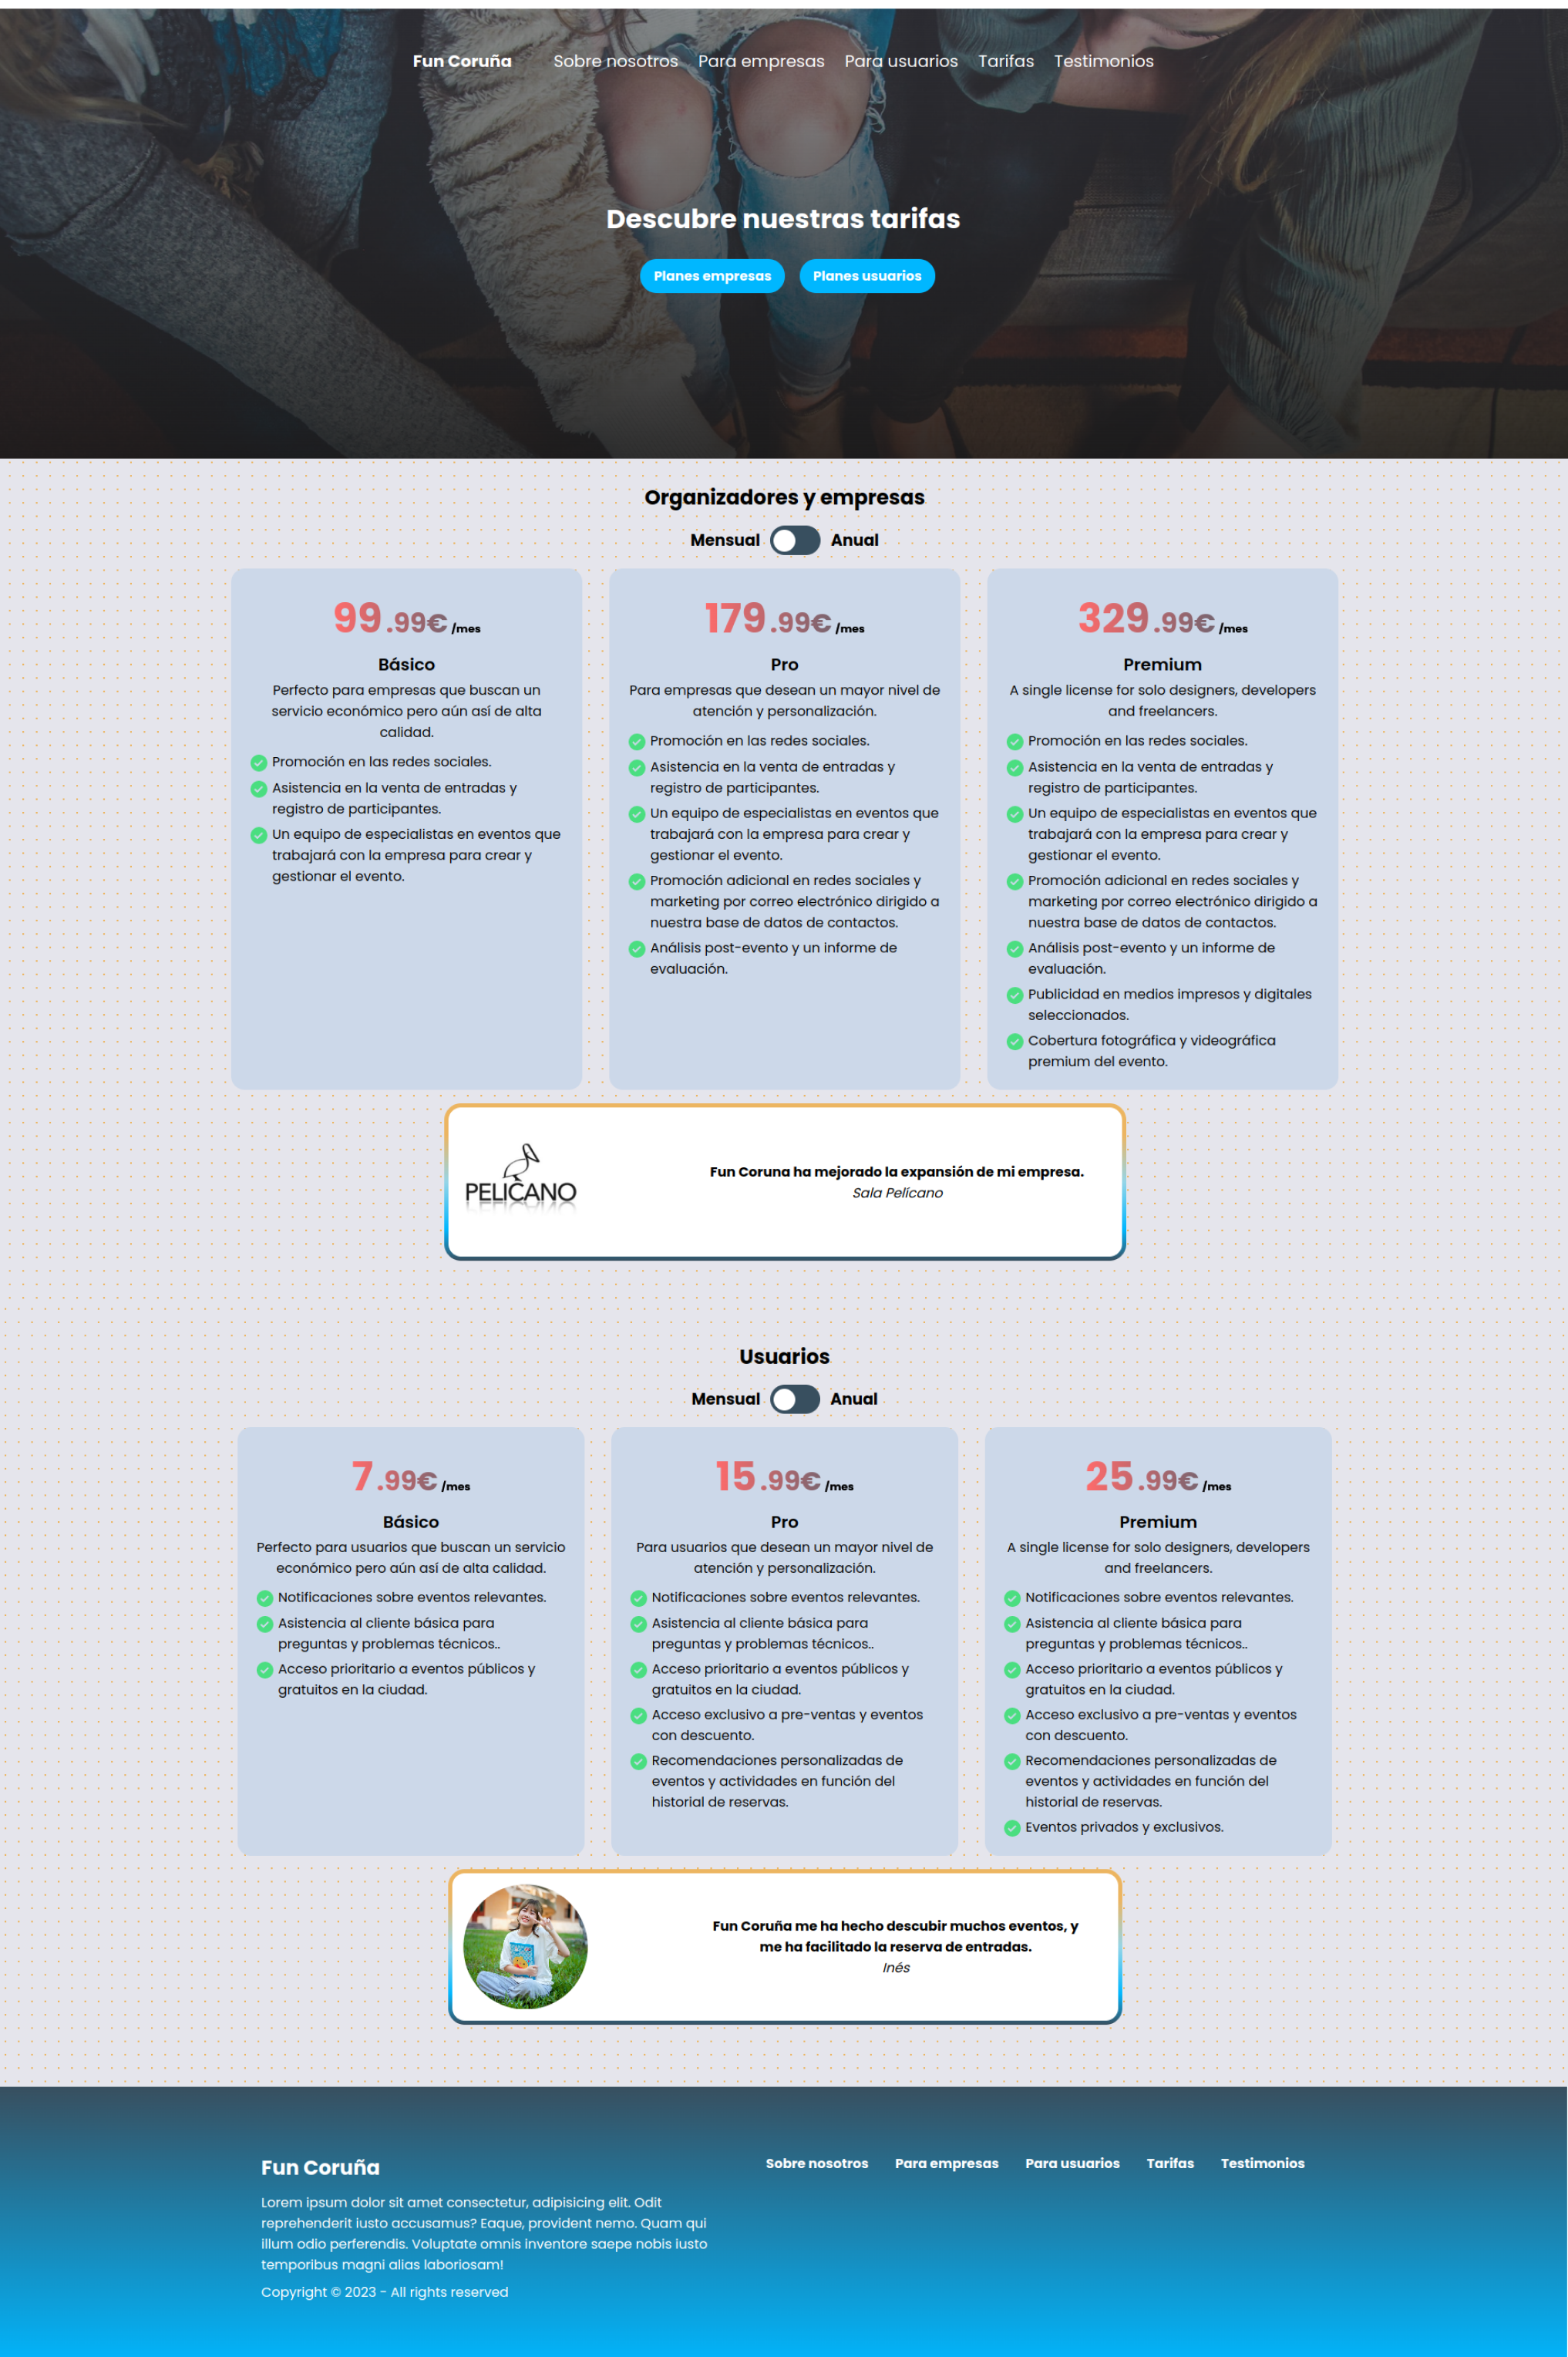 Fun Coruña Sobre nosotros Para empresas Para usuarios Tarifas Testimonios
Descubre nuestras tarifas
Planes empresas Planes usuarios
Organizadores y empresas
Mensual Anual
99.99€/mes
Básico
Perfecto para empresas que buscan un
servicio económico pero aún así de alta
calidad.
Promoción en las redes sociales.
Asistencia en la venta de entradas y
registro de participantes.
Un equipo de especialistas en eventos que
trabajará con la empresa para crear y
gestionar el evento.
179.99€/mes
Pro
Para empresas que desean un mayor nivel de
atención y personalización.
Promoción en las redes sociales.
Asistencia en la venta de entradas y
registro de participantes.
Un equipo de especialistas en eventos que
trabajará con la empresa para crear y
gestionar el evento.
Promoción adicional en redes sociales y
marketing por correo electrónico dirigido a
nuestra base de datos de contactos.
Análisis post-evento y un informe de
evaluación.
329.99€/mes
Premium
A single license for solo designers, developers
and freelancers.
Promoción en las redes sociales.
Asistencia en la venta de entradas y
registro de participantes.
Un equipo de especialistas en eventos que
trabajará con la empresa para crear y
gestionar el evento.
Promoción adicional en redes sociales y
marketing por correo electrónico dirigido a
nuestra base de datos de contactos.
Análisis post-evento y un informe de
evaluación.
Publicidad en medios impresos y digitales
seleccionados.
Cobertura fotográfica y videográfica
premium del evento.
PELÍCANO
Fun Coruna ha mejorado la expansión de mi empresa.
Sala Pelícano
Usuarios
Mensual Anual
7.99€/mes
Básico
Perfecto para usuarios que buscan un servicio
económico pero aún así de alta calidad.
Notificaciones sobre eventos relevantes.
Asistencia al cliente básica para
preguntas y problemas técnicos..
Acceso prioritario a eventos públicos y
gratuitos en la ciudad.
15.99€/mes
Pro
Para usuarios que desean un mayor nivel de
atención y personalización.
Notificaciones sobre eventos relevantes.
Asistencia al cliente básica para
preguntas y problemas técnicos..
Acceso prioritario a eventos públicos y
gratuitos en la ciudad.
Acceso exclusivo a pre-ventas y eventos
con descuento.
Recomendaciones personalizadas de
eventos y actividades en función del
historial de reservas.
25.99€/mes
Premium
A single license for solo designers, developers
and freelancers.
Notificaciones sobre eventos relevantes.
Asistencia al cliente básica para
preguntas y problemas técnicos..
Acceso prioritario a eventos públicos y
gratuitos en la ciudad.
Acceso exclusivo a pre-ventas y eventos
con descuento.
Recomendaciones personalizadas de
eventos y actividades en función del
historial de reservas.
Eventos privados y exclusivos.
Fun Coruña me ha hecho descubir muchos eventos, y
me ha facilitado la reserva de entradas.
Inés
Fun Coruña
Lorem ipsum dolor sit amet consectetur, adipisicing elit. Odit
reprehenderit iusto accusamus? Eaque, provident nemo. Quam qui
illum odio perferendis. Voluptate omnis inventore saepe nobis iusto
temporibus magni alias laboriosam!
Copyright © 2023 - All rights reserved
Sobre nosotros Para empresas Para usuarios Tarifas Testimonios